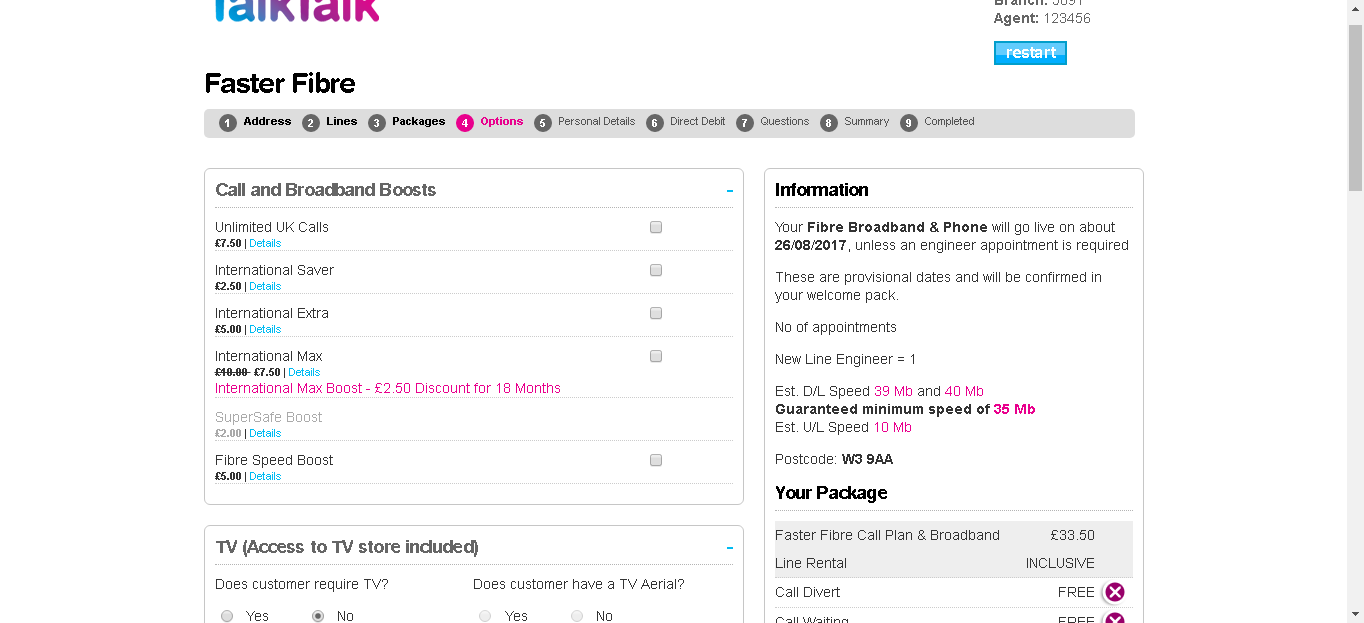 TalkTalk
Branch: 5091
Agent: 123456
restart
Faster Fibre
1 Address 2 Lines 3 Packages 4 Options 5 Personal Details 6 Direct Debit 7 Questions 8 Summary 9 Completed
Call and Broadband Boosts -
Unlimited UK Calls
£7.50 | Details
International Saver
£2.50 | Details
International Extra
£5.00 | Details
International Max
£10.00 £7.50 | Details
International Max Boost - £2.50 Discount for 18 Months
SuperSafe Boost
£2.00 | Details
Fibre Speed Boost
£5.00 | Details
TV (Access to TV store included) -
Does customer require TV? Does customer have a TV Aerial?
Yes No Yes No
Information
Your Fibre Broadband & Phone will go live on about
26/08/2017, unless an engineer appointment is required
These are provisional dates and will be confirmed in
your welcome pack.
No of appointments
New Line Engineer = 1
Est. D/L Speed 39 Mb and 40 Mb
Guaranteed minimum speed of 35 Mb
Est. U/L Speed 10 Mb
Postcode: W3 9AA
Your Package
Faster Fibre Call Plan & Broadband £33.50
Line Rental INCLUSIVE
Call Divert FREE
Call Waiting FREE